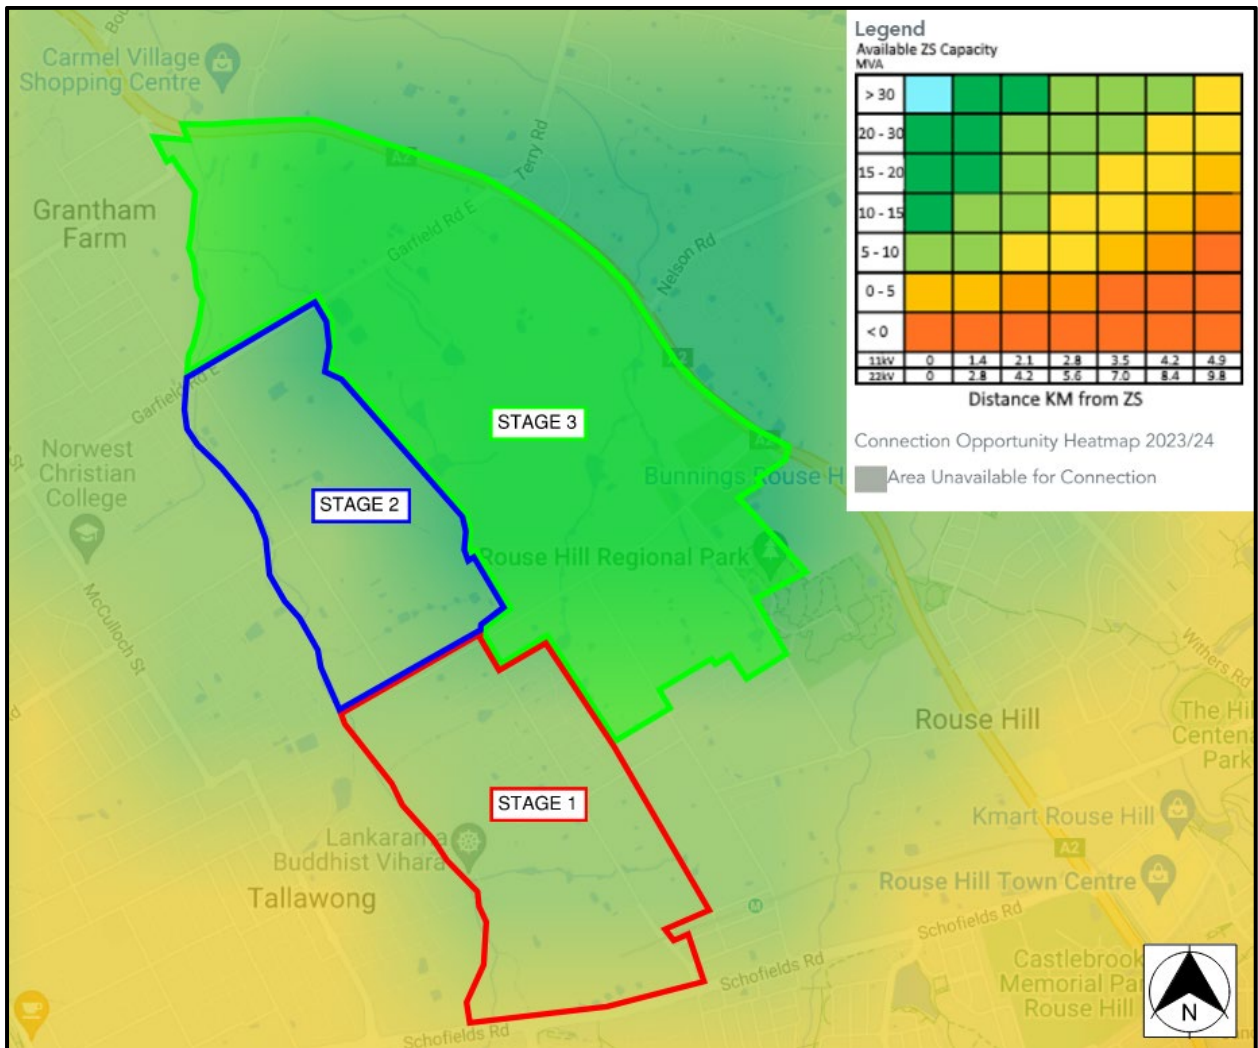 Legend
Available ZS Capacity
MVA
> 30
20 - 30
15 - 20
10 - 15
5 - 10
0 - 5
< 0
11kV 0 1.4 2.1 2.8 3.5 4.2 4.9
22kV 0 2.8 4.2 5.6 7.0 8.4 9.8
Distance KM from ZS
Connection Opportunity Heatmap 2023/24
Area Unavailable for Connection
Carmel Village
Shopping Centre
Terry Rd
A2
Grantham
Farm
Garfield Rd E
Nelson Rd
A2
Garfield Rd E
STAGE 3
A2
Norwest
Christian
College
Bunnings Rouse H
STAGE 2
Rouse Hill Regional Park
McCulloch St
Withers Rd
Rouse Hill
The Hil
Centena
Park
STAGE 1
Kmart Rouse Hill
Lankarama
Buddhist Vihara
A2
Tallawong
Rouse Hill Town Centre
M
Schofields Rd
Schofields Rd
Castlebrook
Memorial Par
Rouse Hill
Schofields Rd
N